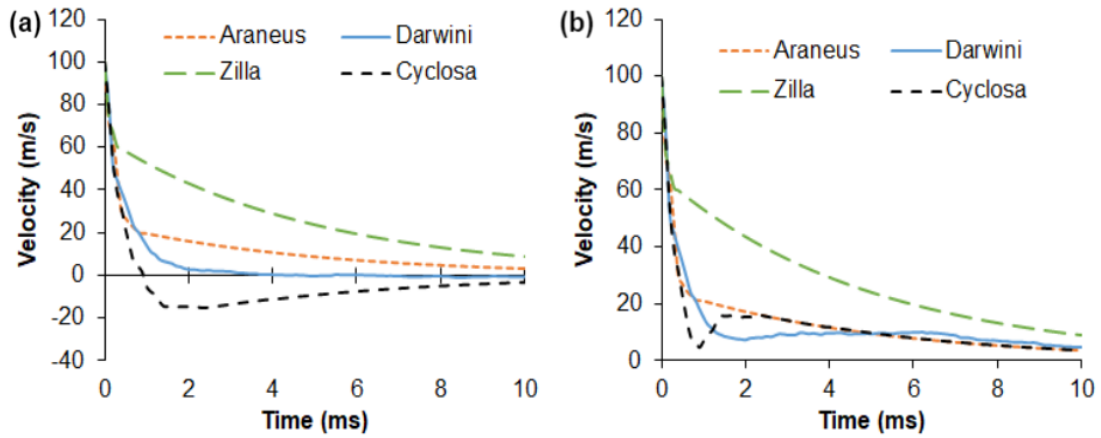 (a)
120
100
80
60
40
20
0
-20
-40
Velocity (m/s)
Araneus
Darwini
Zilla
Cyclosa
0 2 4 6 8 10
Time (ms)
(b)
120
100
80
60
40
20
0
Velocity (m/s)
Araneus
Darwini
Zilla
Cyclosa
0 2 4 6 8 10
Time (ms)